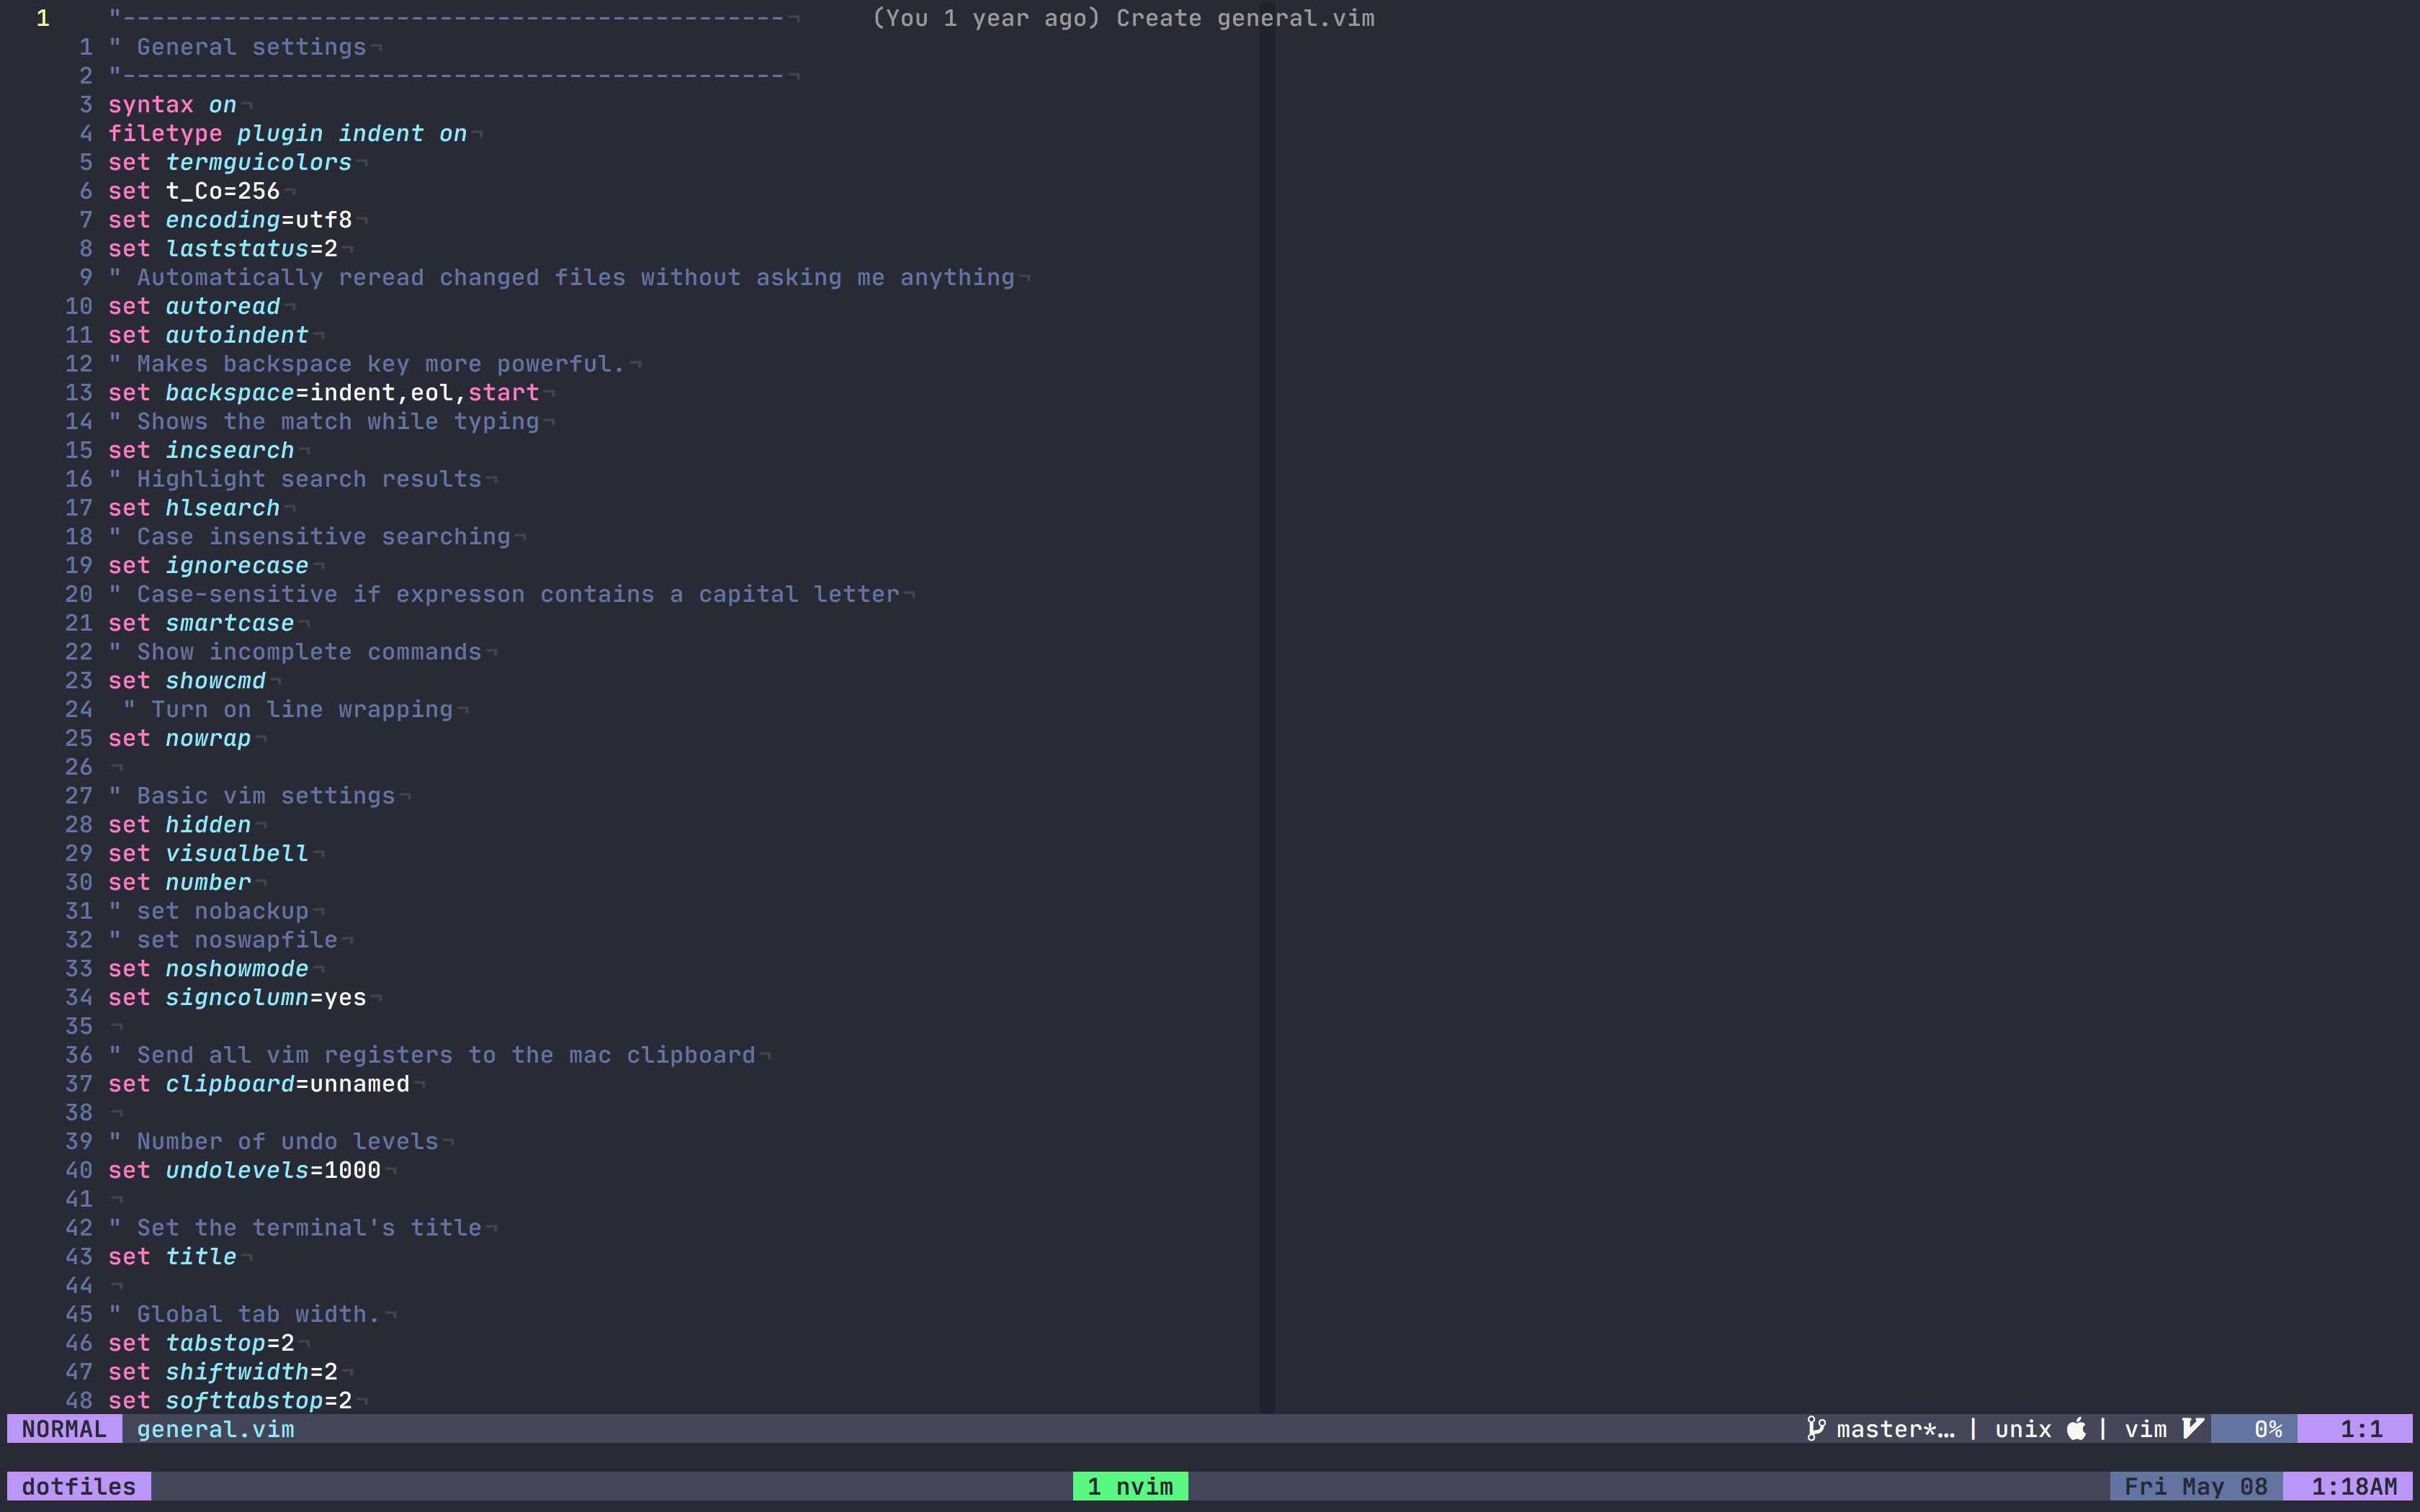 1    "---------------------------------------------- ¬    (You 1 year ago) Create general.vim
1 " General settings¬
2 "----------------------------------------------¬
3 syntax on¬
4 filetype plugin indent on¬
5 set termguicolors¬
6 set t_Co=256¬
7 set encoding=utf8¬
8 set laststatus=2¬
9 " Automatically reread changed files without asking me anything¬
10 set autoread¬
11 set autoindent¬
12 " Makes backspace key more powerful.¬
13 set backspace=indent,eol,start¬
14 " Shows the match while typing¬
15 set incsearch¬
16 " Highlight search results¬
17 set hlsearch¬
18 " Case insensitive searching¬
19 set ignorecase¬
20 " Case-sensitive if expresson contains a capital letter¬
21 set smartcase¬
22 " Show incomplete commands¬
23 set showcmd¬
24  " Turn on line wrapping¬
25 set nowrap¬
26 ¬
27 " Basic vim settings¬
28 set hidden¬
29 set visualbell¬
30 set number¬
31 " set nobackup¬
32 " set noswapfile¬
33 set noshowmode¬
34 set signcolumn=yes¬
35 ¬
36 " Send all vim registers to the mac clipboard¬
37 set clipboard=unnamed¬
38 ¬
39 " Number of undo levels¬
40 set undolevels=1000¬
41 ¬
42 " Set the terminal's title¬
43 set title¬
44 ¬
45 " Global tab width.¬
46 set tabstop=2¬
47 set shiftwidth=2¬
48 set softtabstop=2¬
NORMAL general.vim master*… | unix | vim 0% 1:1
dotfiles 1 nvim Fri May 08 1:18AM